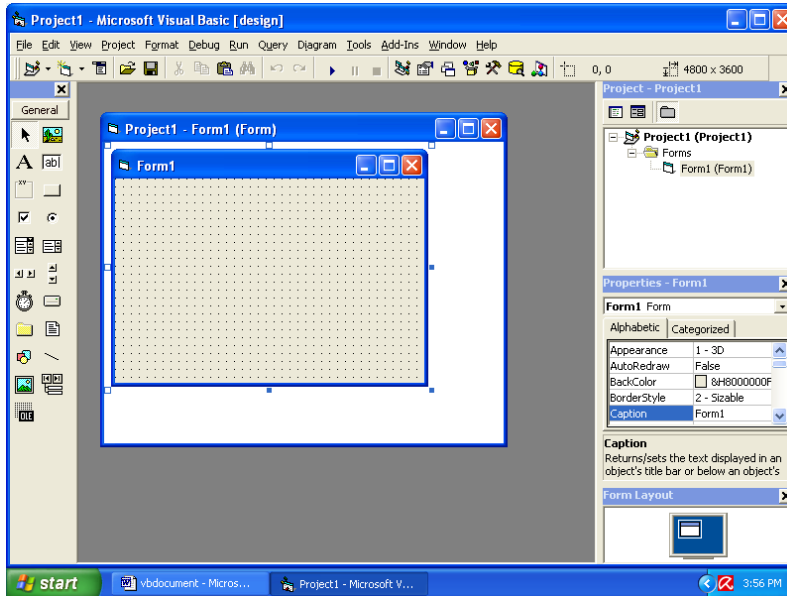 Project1 - Microsoft Visual Basic [design]
File Edit View Project Format Debug Run Query Diagram Tools Add-Ins Window Help
0, 0 4800 x 3600
General
A ab|
XY
OLE
Project1 - Form1 (Form)
Form1
Project - Project1
Project1 (Project1)
Forms
Form1 (Form1)
Properties - Form1
Form1 Form
Alphabetic Categorized
Appearance 1 - 3D
AutoRedraw False
BackColor &H8000000F
BorderStyle 2 - Sizable
Caption Form1
Caption
Returns/sets the text displayed in an
object's title bar or below an object's
Form Layout
start vbdocument - Micros... Project1 - Microsoft V... 3:56 PM